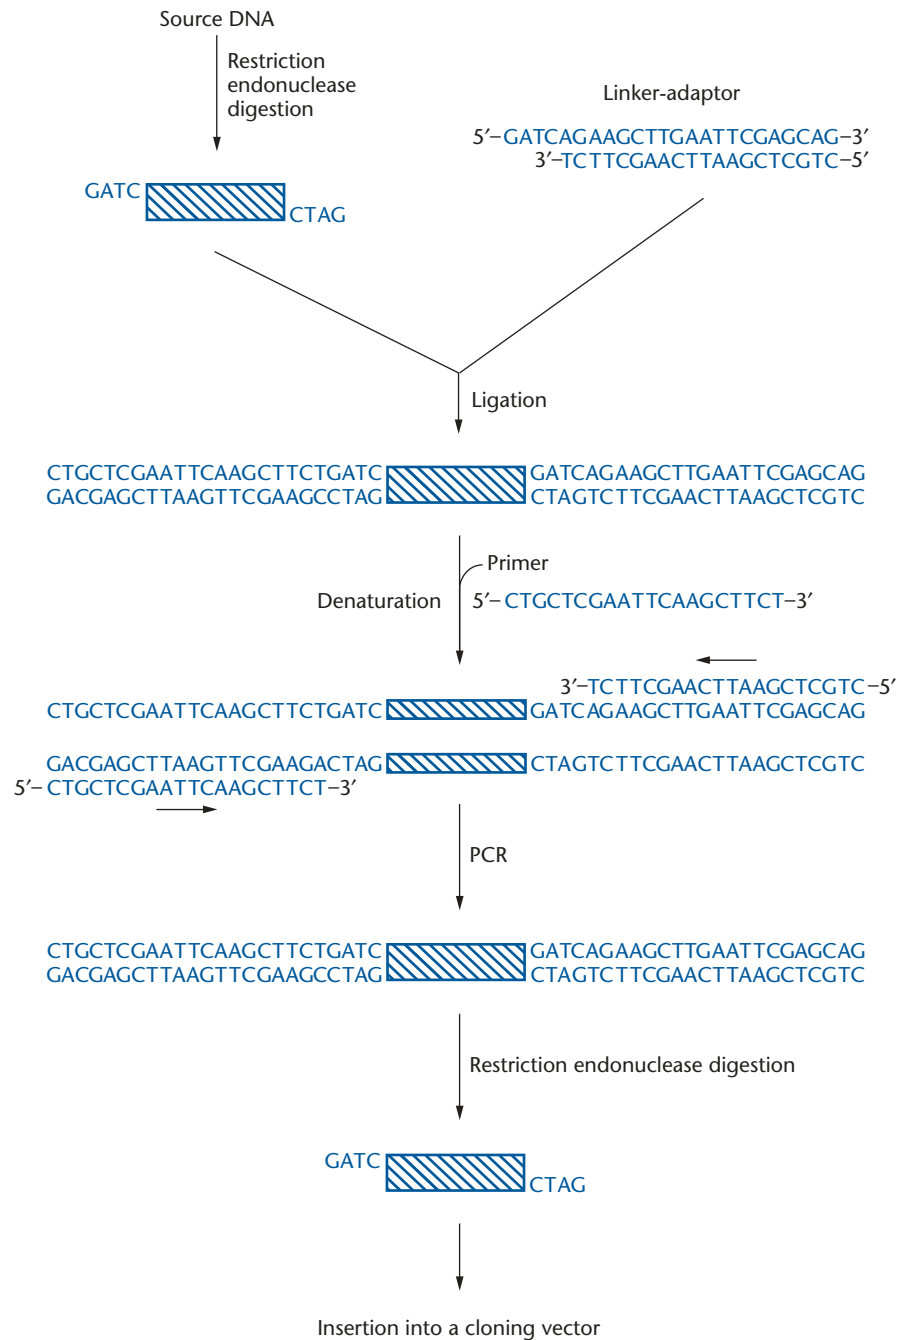 Source DNA
Restriction
endonuclease
digestion
Linker-adaptor
5′–GATCAGAAGCTTGAATTCGAGCAG–3′
3′–TCTTCGAACTTAAGCTCGTC–5′
GATC
CTAG
Ligation
CTGCTCGAATTCAAGCTTCTGATC GATCAGAAGCTTGAATTCGAGCAG
GACGAGCTTAAGTTCGAAGCCTAG CTAGTCTTCGAACTTAAGCTCGTC
Primer
Denaturation 5′–CTGCTCGAATTCAAGCTTCT–3′
3′–TCTTCGAACTTAAGCTCGTC–5′
CTGCTCGAATTCAAGCTTCTGATC GATCAGAAGCTTGAATTCGAGCAG
GACGAGCTTAAGTTCGAAGACTAG CTAGTCTTCGAACTTAAGCTCGTC
5′–CTGCTCGAATTCAAGCTTCT–3′
PCR
CTGCTCGAATTCAAGCTTCTGATC GATCAGAAGCTTGAATTCGAGCAG
GACGAGCTTAAGTTCGAAGCCTAG CTAGTCTTCGAACTTAAGCTCGTC
Restriction endonuclease digestion
GATC
CTAG
Insertion into a cloning vector